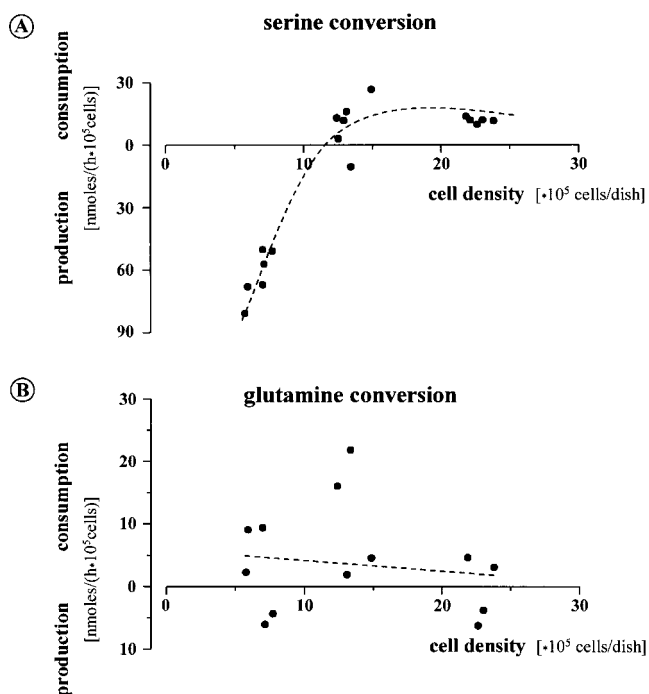 A
serine conversion
consumption
production
[nmoles/(h•10⁵cells)]
30
0
30
60
90
0 10 20 30
cell density [•10⁵ cells/dish]
B
glutamine conversion
consumption
production
[nmoles/(h•10⁵cells)]
30
20
10
0
10
0 10 20 30
cell density [•10⁵ cells/dish]